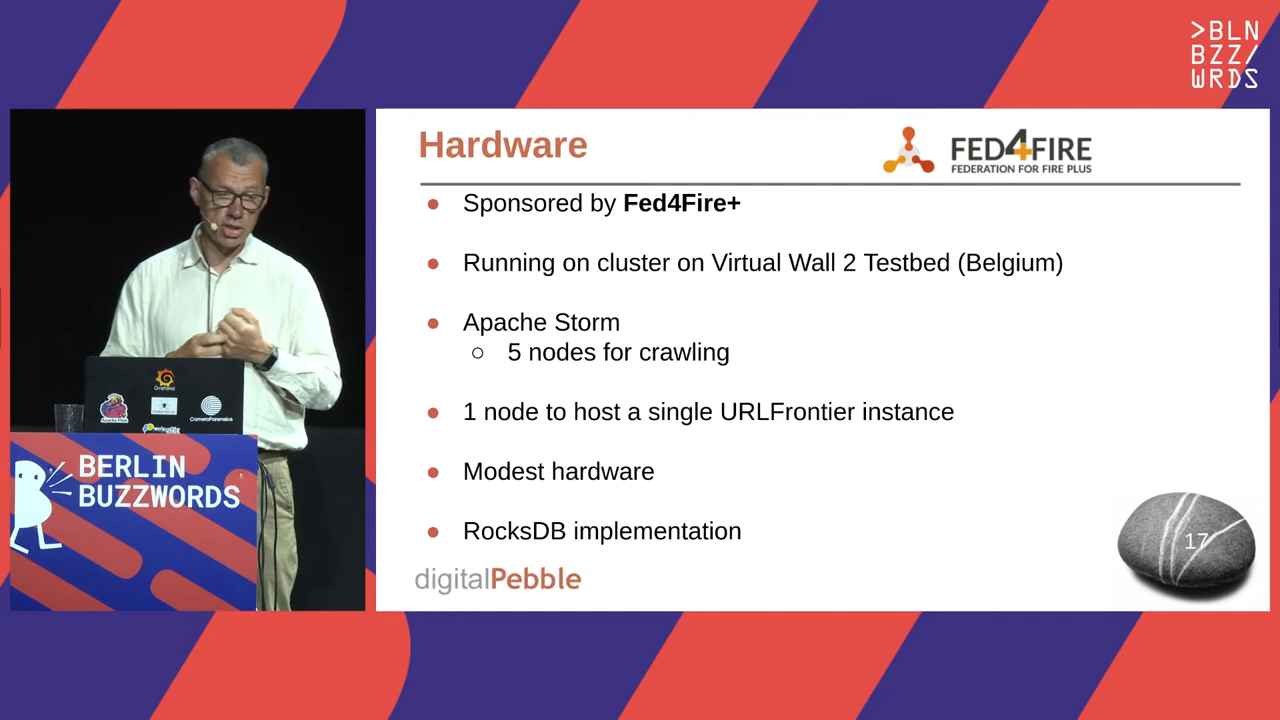 >BLN
BZZ/
WRDS
Hardware
FED4FIRE
FEDERATION FOR FIRE PLUS
Sponsored by Fed4Fire+
Running on cluster on Virtual Wall 2 Testbed (Belgium)
Apache Storm
5 nodes for crawling
1 node to host a single URLFrontier instance
Modest hardware
RocksDB implementation
digitalPebble
17
Grafana
CameraForensics
BERLIN
BUZZWORDS